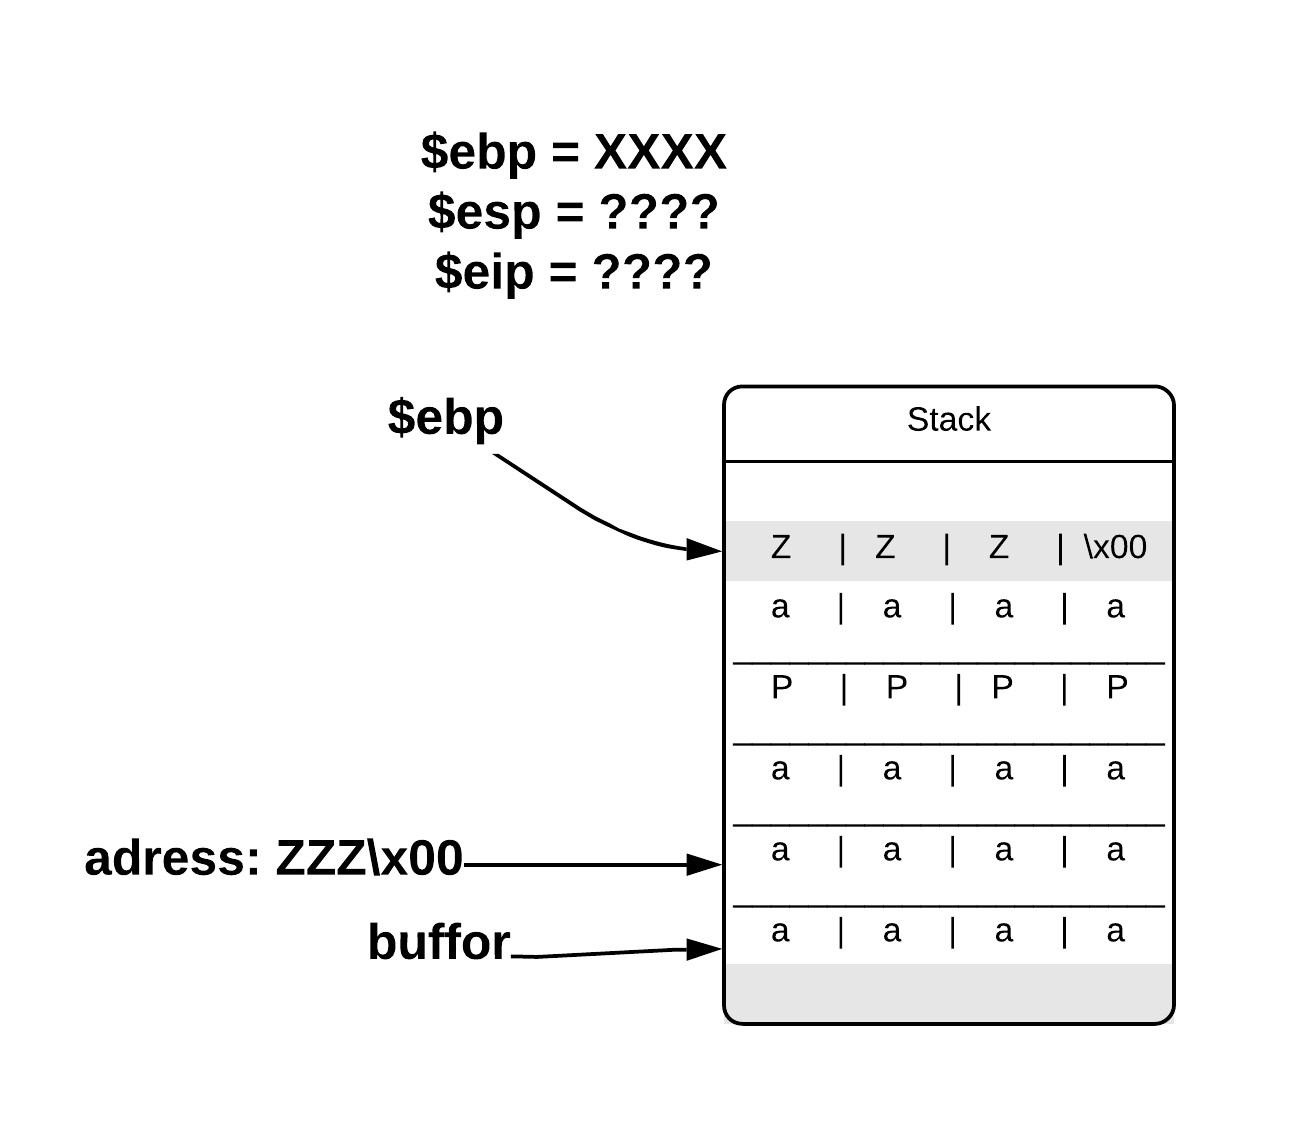 $ebp = XXXX
$esp = ????
$eip = ????
$ebp
Stack
Z | Z | Z | \x00
a | a | a | a
P | P | P | P
a | a | a | a
adress: ZZZ\x00
a | a | a | a
buffor
a | a | a | a